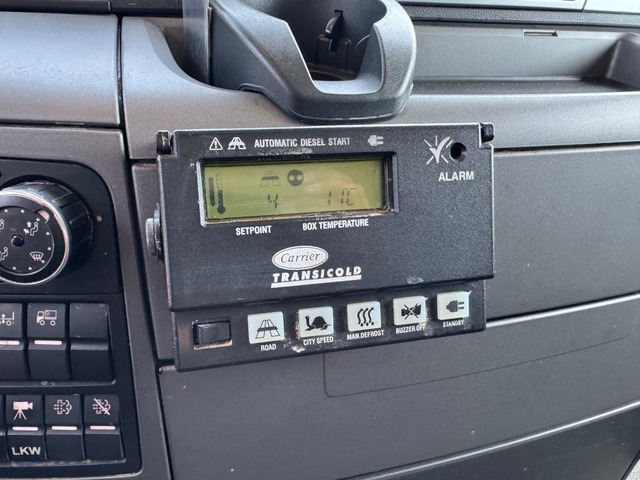 AUTOMATIC DIESEL START
ALARM
4
SETPOINT BOX TEMPERATURE
Carrier
TRANSICOLD
ROAD CITY SPEED MAN.DEFROST BUZZER OFF STANDBY
LKW